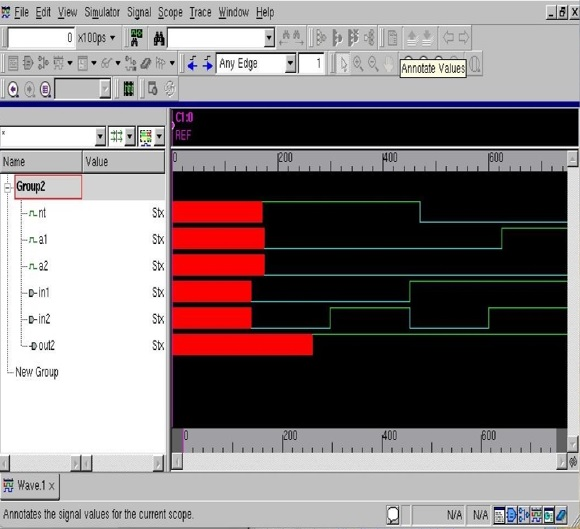 File Edit View Simulator Signal Scope Trace Window Help
0 x100ps
Any Edge 1
Annotate Values
C1:0
REF
*
Name Value
0 200 400 600
Group2
nt Stx
a1 Stx
a2 Stx
in1 Stx
in2 Stx
out2 Stx
New Group
0 200 400 600
Wave.1 ×
Annotates the signal values for the current scope.
N/A N/A